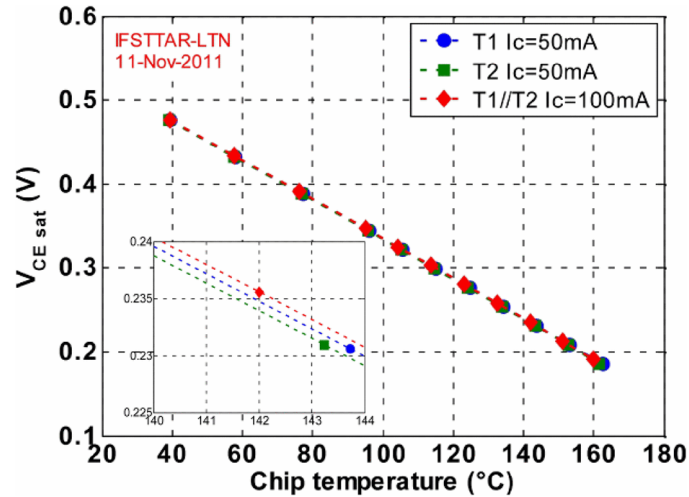 IFSTTAR-LTN
11-Nov-2011
T1 Ic=50mA
T2 Ic=50mA
T1//T2 Ic=100mA
0.6
0.5
0.4
0.3
0.2
0.1
V_CE sat (V)
0.24
0.235
0.23
0.225
140 141 142 143 144
20 40 60 80 100 120 140 160 180
Chip temperature (°C)